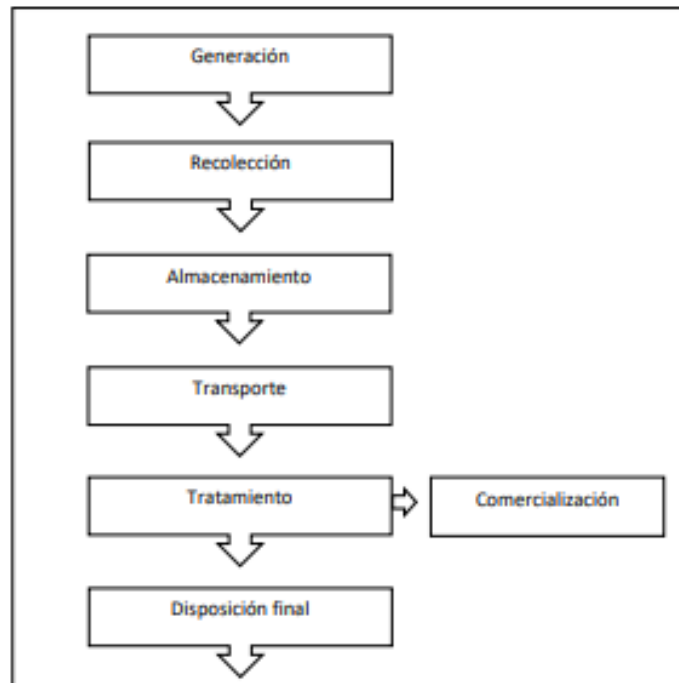 Generación
Recolección
Almacenamiento
Transporte
Tratamiento
Comercialización
Disposición final